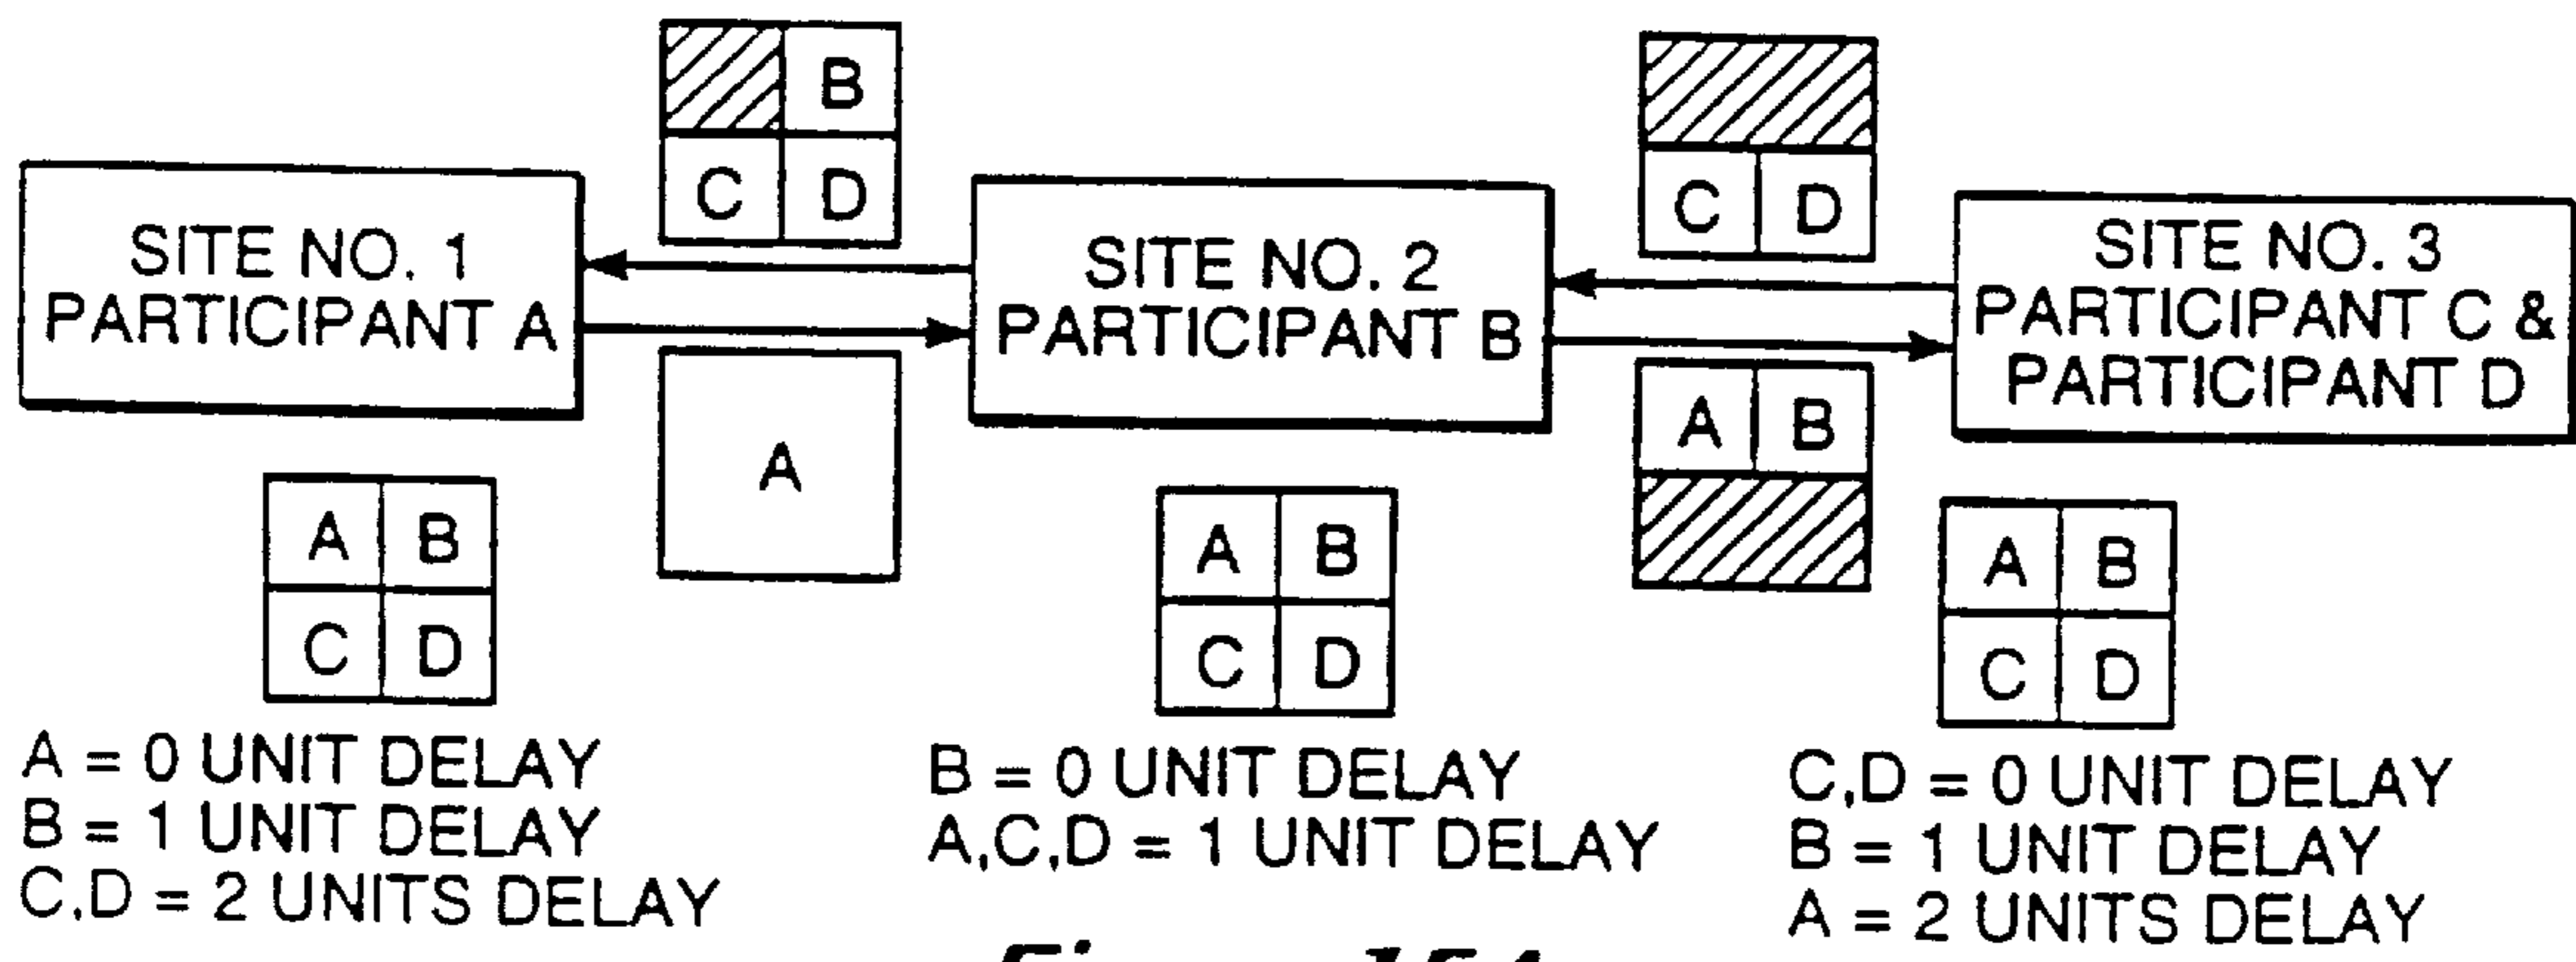 B
C D
C D
SITE NO. 1
PARTICIPANT A
SITE NO. 2
PARTICIPANT B
SITE NO. 3
PARTICIPANT C &
PARTICIPANT D
A
A B
A B
C D
A B
C D
A B
C D
A = 0 UNIT DELAY
B = 1 UNIT DELAY
C,D = 2 UNITS DELAY
B = 0 UNIT DELAY
A,C,D = 1 UNIT DELAY
C,D = 0 UNIT DELAY
B = 1 UNIT DELAY
A = 2 UNITS DELAY